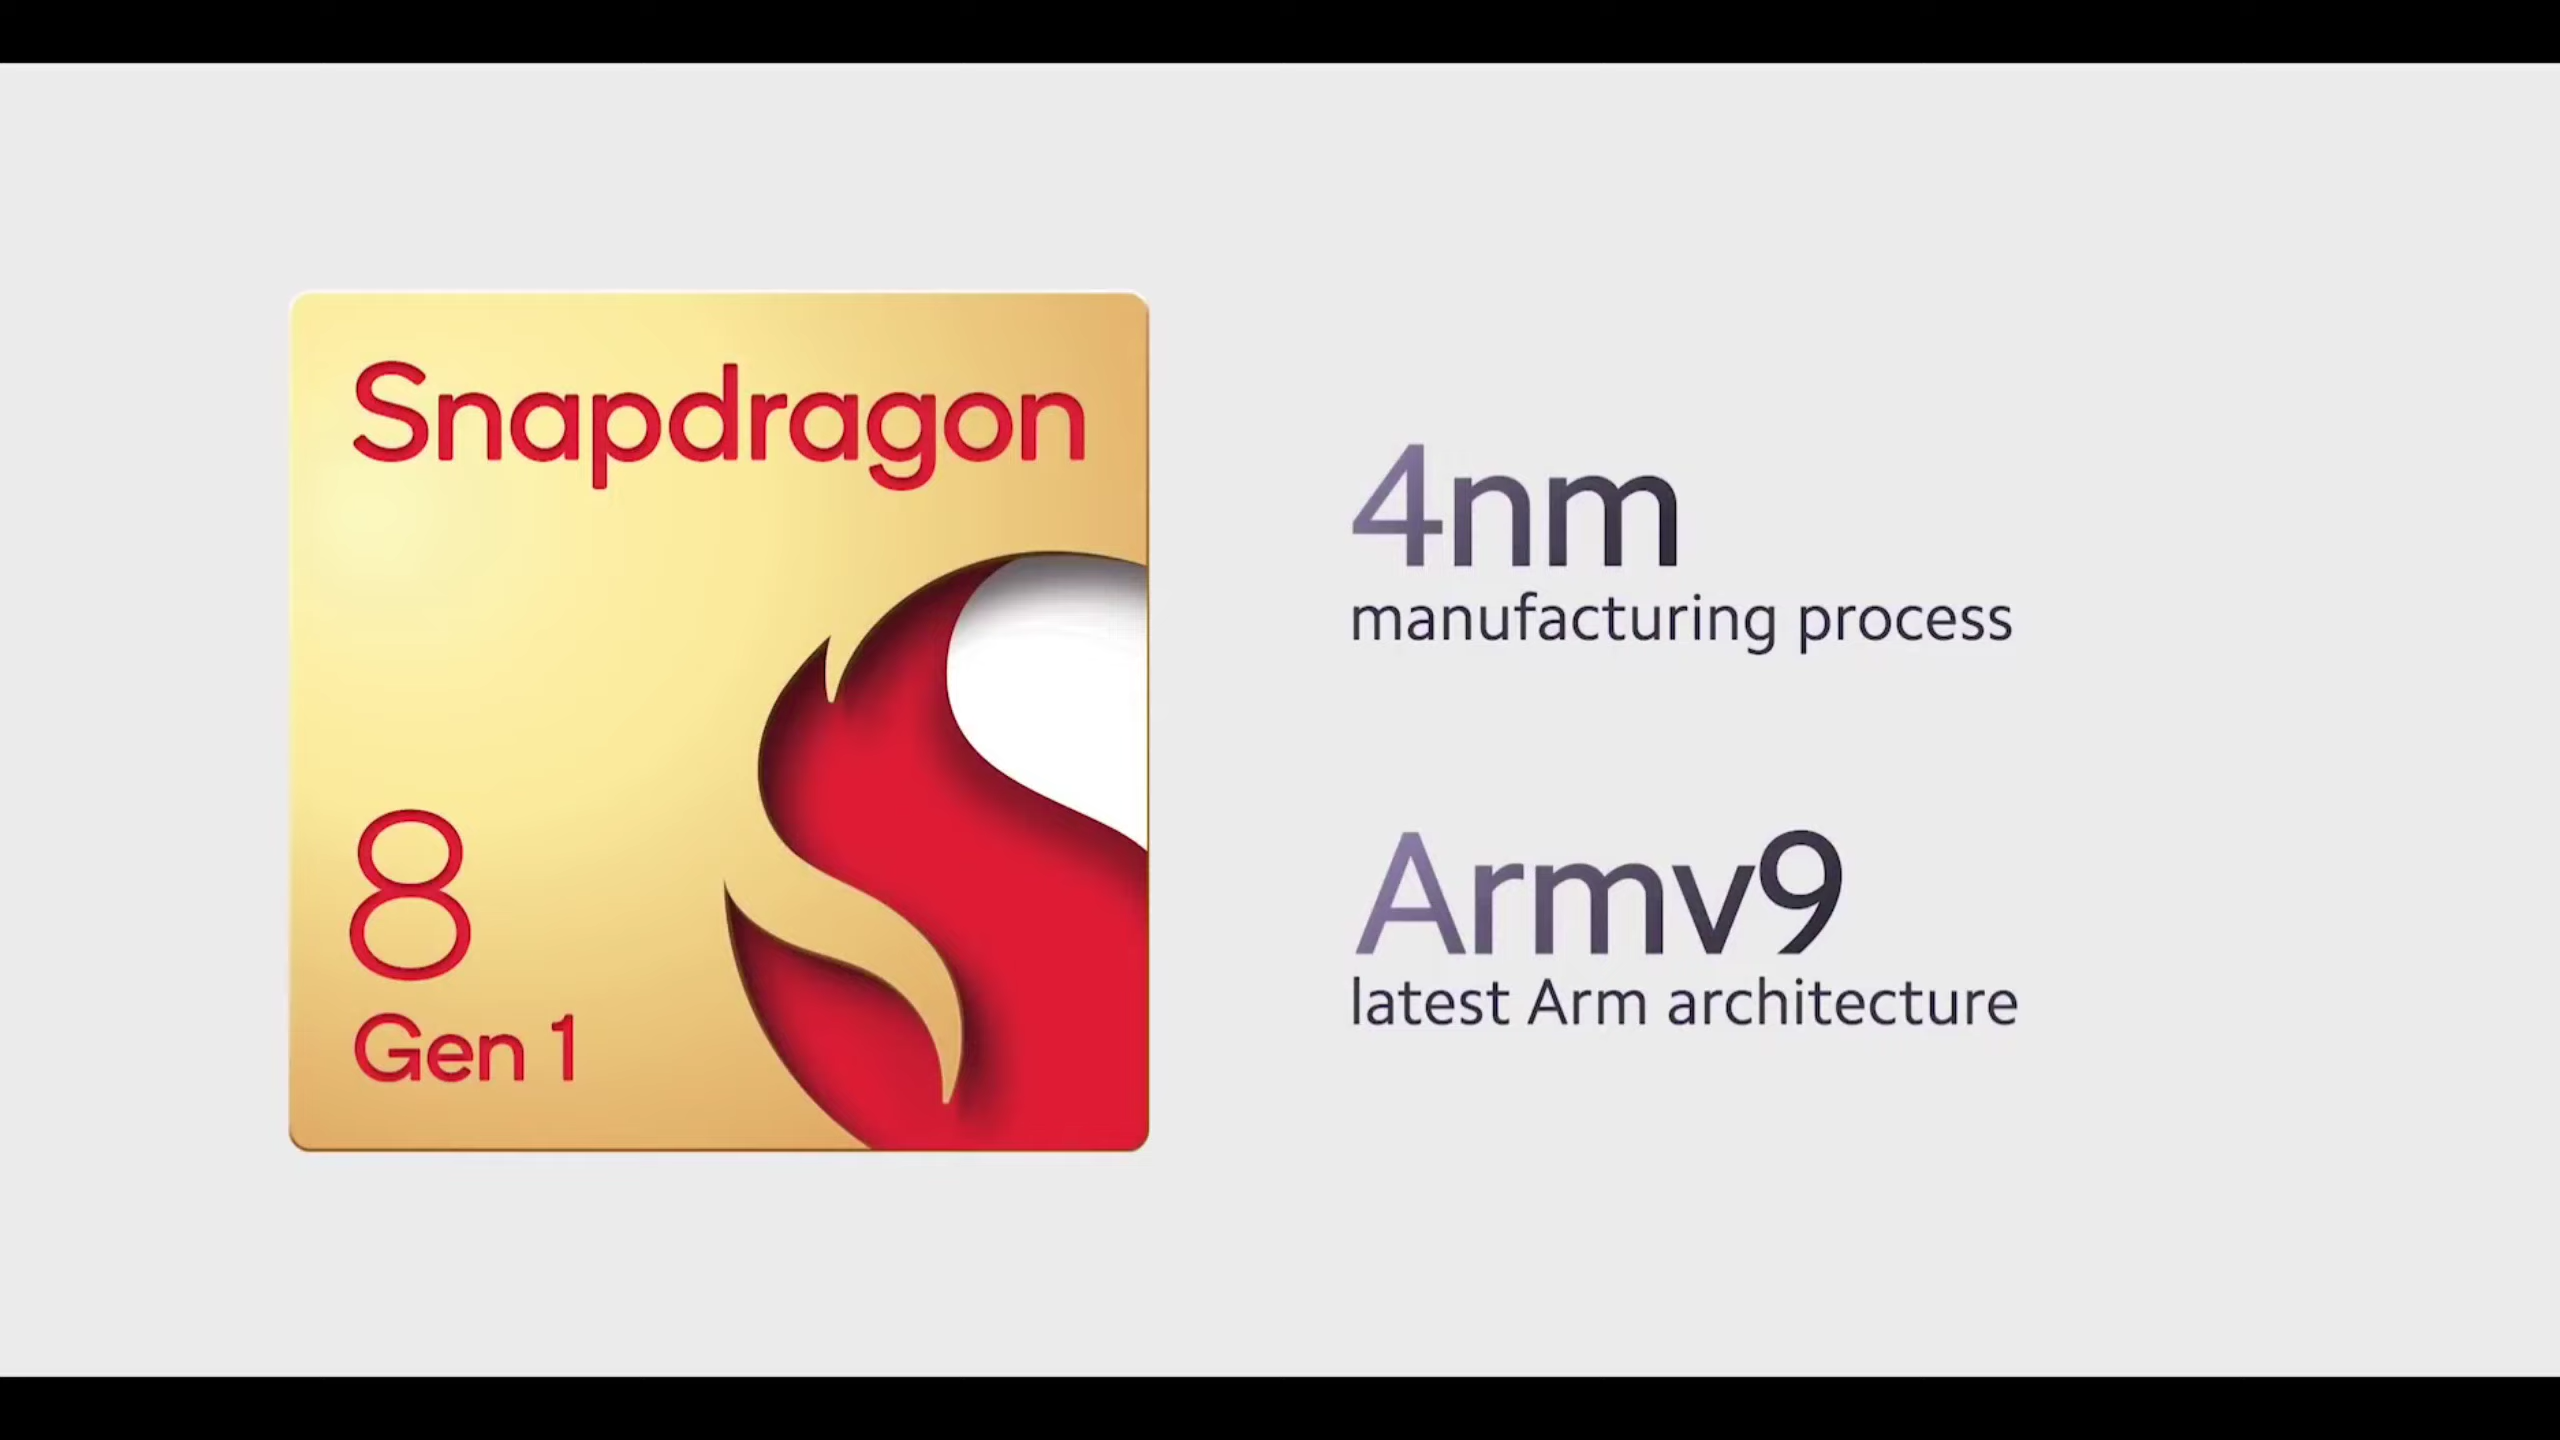 Snapdragon
8
Gen 1
4nm
manufacturing process
Armv9
latest Arm architecture